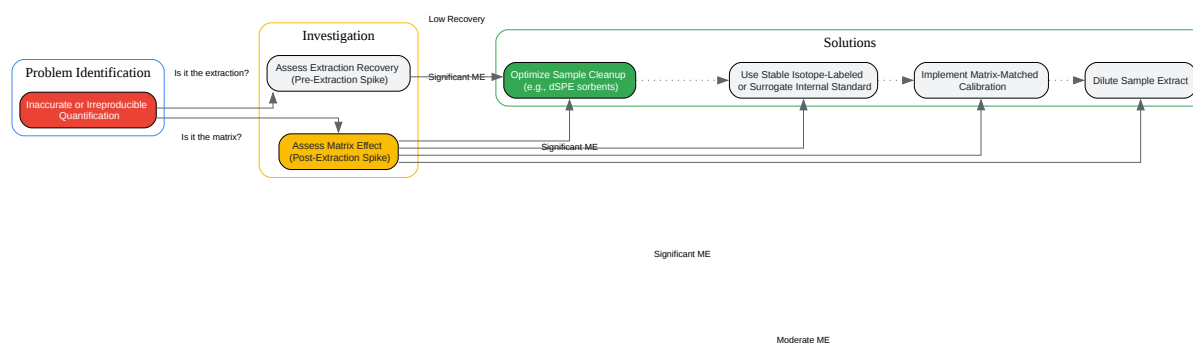 Low Recovery
Problem Identification
Is it the extraction?
Inaccurate or Irreproducible
Quantification
Is it the matrix?
Investigation
Assess Extraction Recovery
(Pre-Extraction Spike)
Significant ME
Assess Matrix Effect
(Post-Extraction Spike)
Solutions
Optimize Sample Cleanup
(e.g., dSPE sorbents)
Use Stable Isotope-Labeled
or Surrogate Internal Standard
Implement Matrix-Matched
Calibration
Dilute Sample Extract
Significant ME
Significant ME
Moderate ME